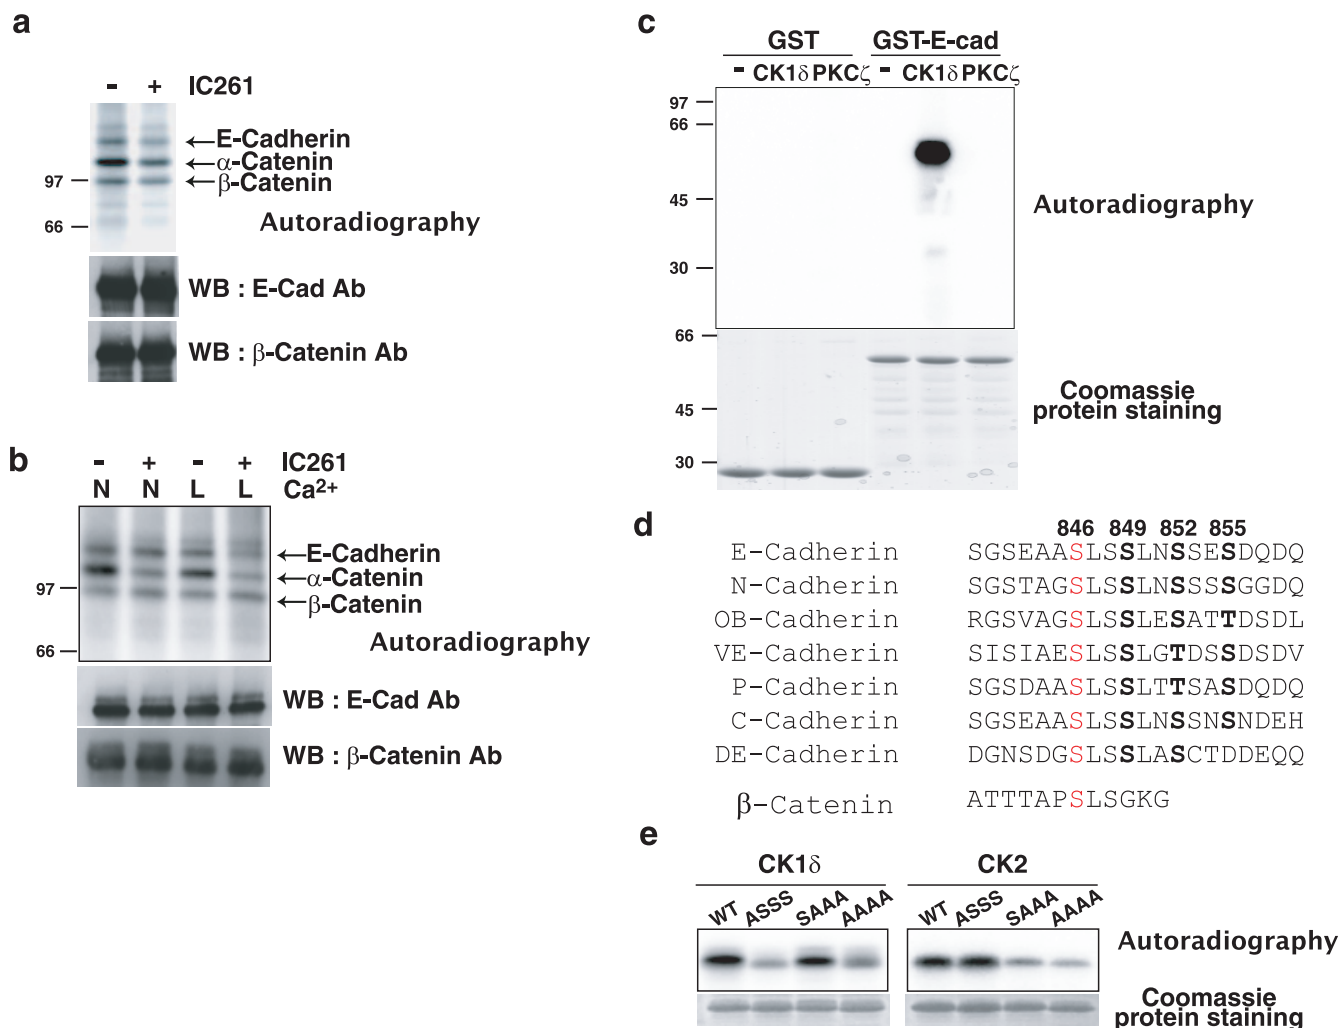 a
- + IC261
E-Cadherin
α-Catenin
97
β-Catenin
66
Autoradiography
WB : E-Cad Ab
WB : β-Catenin Ab
b
- + - + IC261
N N L L Ca2+
E-Cadherin
α-Catenin
97
β-Catenin
Autoradiography
66
WB : E-Cad Ab
WB : β-Catenin Ab
c
GST GST-E-cad
- CK1δ PKCζ - CK1δ PKCζ
97
66
45
Autoradiography
30
66
Coomassie
protein staining
45
30
d
846 849 852 855
E-Cadherin SGSEAASLSSLNSSESDQDQ
N-Cadherin SGSTAGSLSSLNSSSSGGDQ
OB-Cadherin RGSVAGSLSSLESATTDSDL
VE-Cadherin SISIAESLSSLGTDSSDSDV
P-Cadherin SGSDAASLSSLTTSASDQDQ
C-Cadherin SGSEAASLSSLNSSNSNDEH
DE-Cadherin DGNSDGSLSSLASCTDDEQQ
β-Catenin ATTTAPSLSGKG
e
CK1δ CK2
WT ASSS SAAA AAAA WT ASSS SAAA AAAA
Autoradiography
Coomassie
protein staining